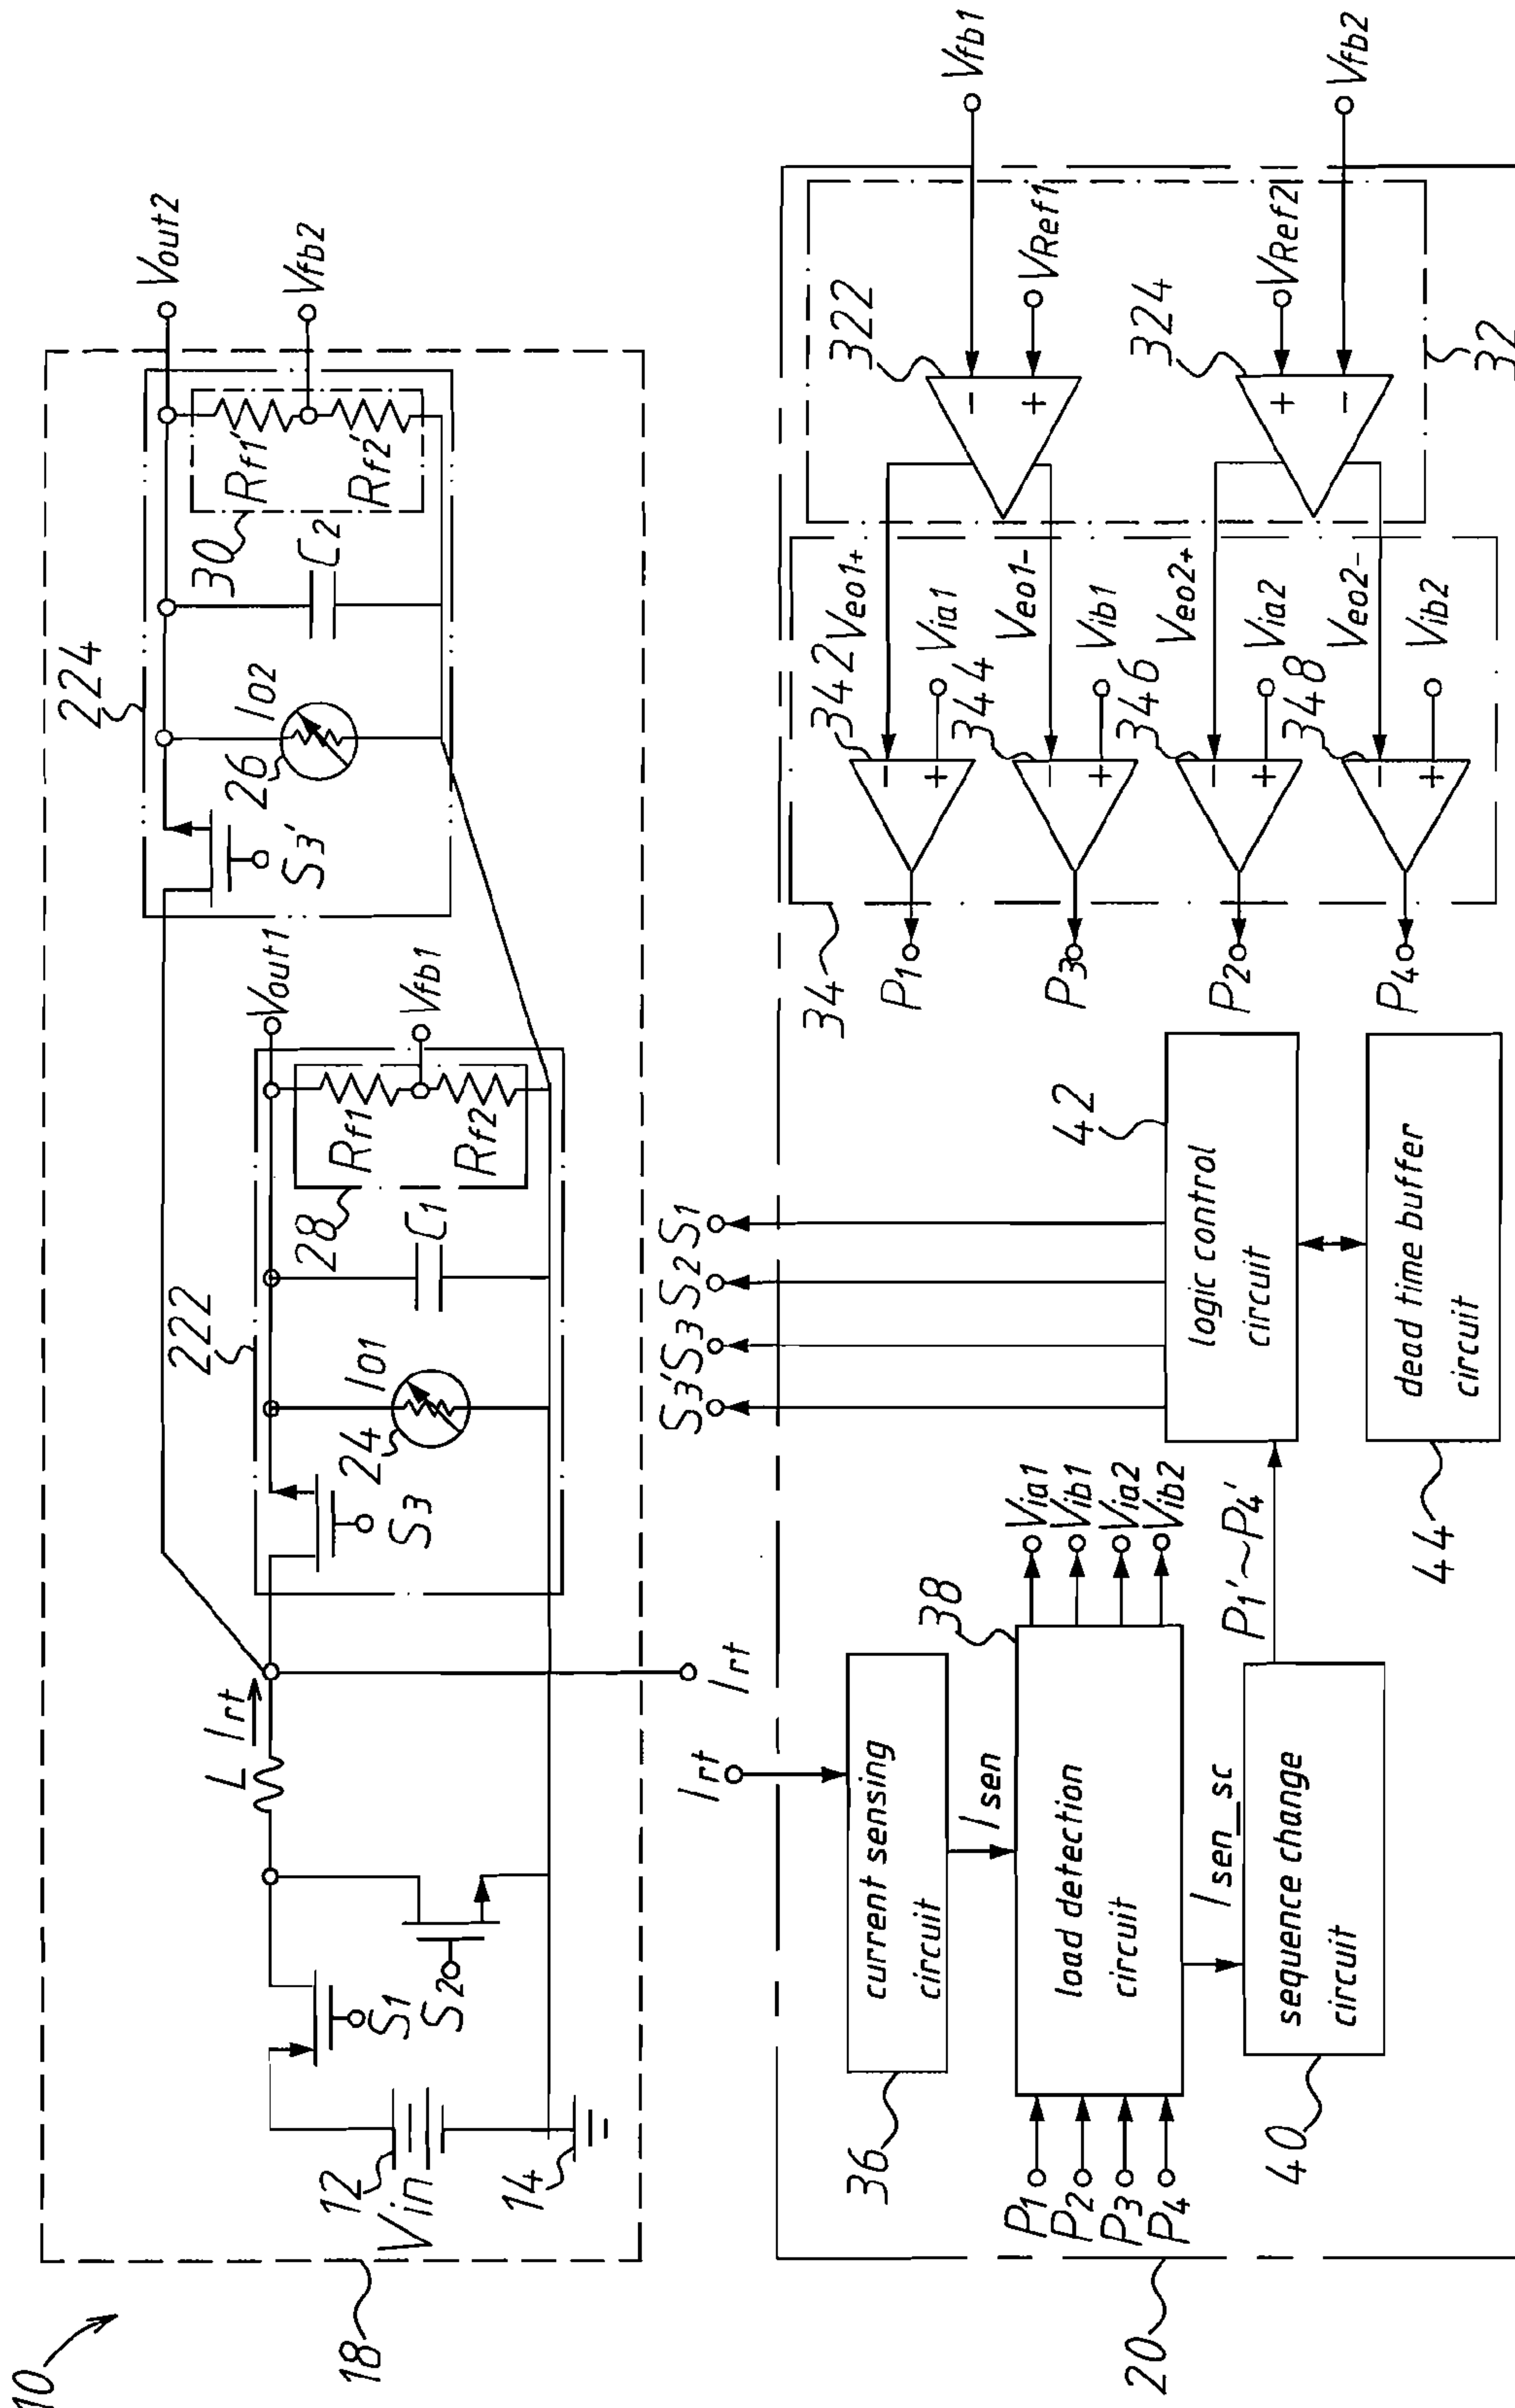 10
18
12
Vin
14
S1
S2
L
Irt
Irt
222
S3
24
IO1
28
C1
Rf1
Rf2
Vout1
Vfb1
224
S3'
26
IO2
30
C2
Rf1'
Rf2'
Vout2
Vfb2
20
Irt
36
current sensing
circuit
Isen
P1
P2
P3
P4
38
load detection
circuit
Via1
Vib1
Via2
Vib2
Isen_sc
40
sequence change
circuit
P1'~P4'
S3'
S3
S2
S1
42
logic control
circuit
44
dead time buffer
circuit
34
P1
P3
P2
P4
342
Veo1+
-
+
Via1
344
Veo1-
-
+
Vib1
346
Veo2+
-
+
Via2
348
Veo2-
-
+
Vib2
322
-
+
VRef1
Vfb1
324
+
-
VRef2
Vfb2
32